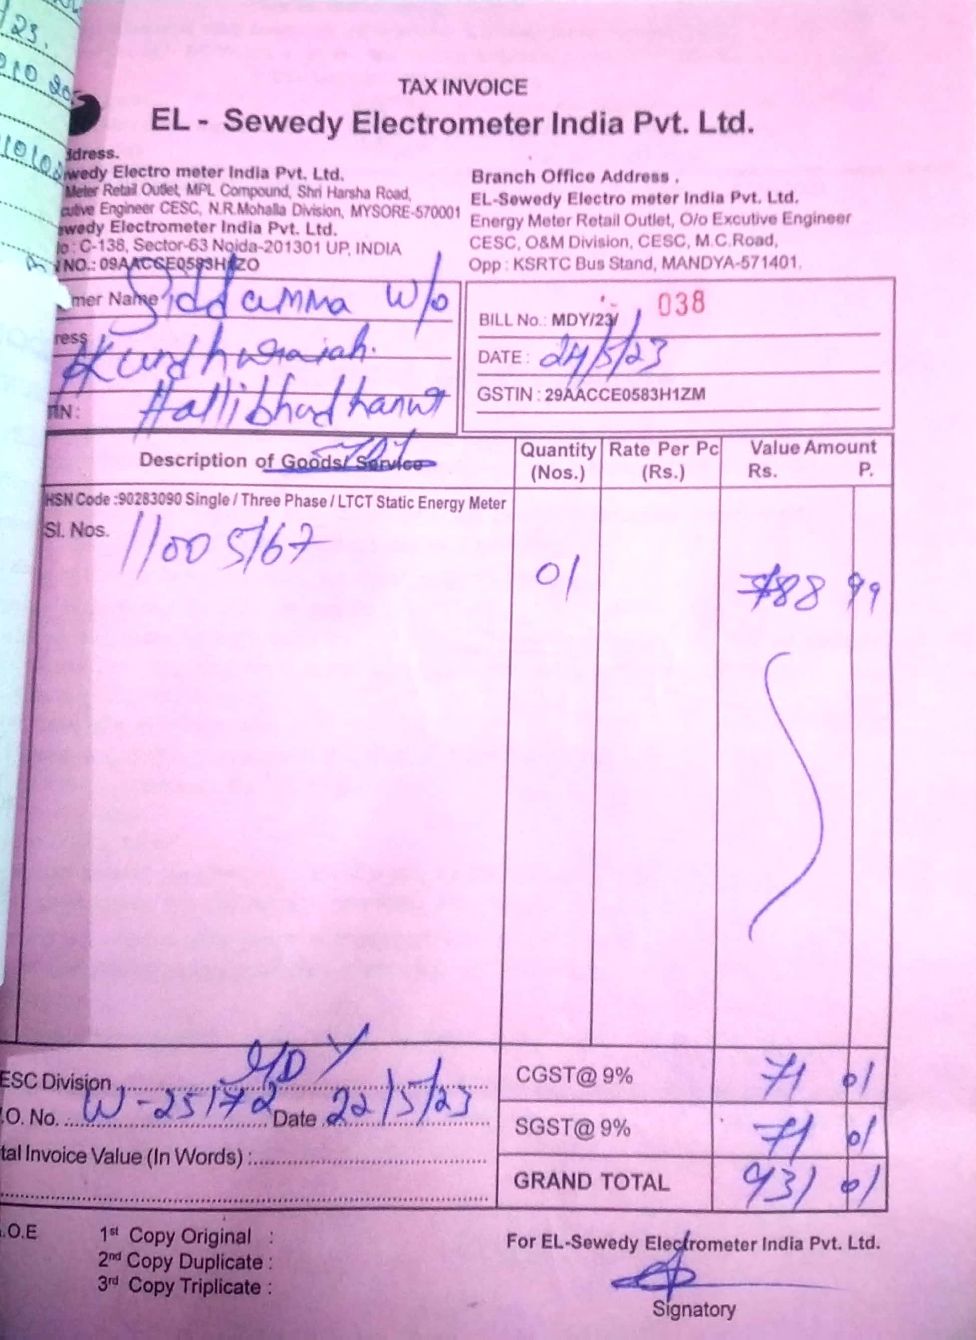 23.
TAX INVOICE
EL - Sewedy Electrometer India Pvt. Ltd.
ddress.
wedy Electro meter India Pvt. Ltd.
Meter Retail Outlet, MPL Compound, Shri Harsha Road,
cutive Engineer CESC, N.R.Mohalla Division, MYSORE-570001
wedy Electrometer India Pvt. Ltd.
o : C-138, Sector-63 Noida-201301 UP, INDIA
NO.: 09AACCE0583H1ZO
Branch Office Address .
EL-Sewedy Electro meter India Pvt. Ltd.
Energy Meter Retail Outlet, O/o Excutive Engineer
CESC, O&M Division, CESC, M.C.Road,
Opp : KSRTC Bus Stand, MANDYA-571401.
mer Name Siddamma W/o
ress
IN :
BILL No.: MDY/23/ 038
DATE : 24/5/23
GSTIN : 29AACCE0583H1ZM
Description of Goods/ Service
Quantity (Nos.)
Rate Per Pc (Rs.)
Value Amount
Rs. P.
HSN Code :90283090 Single / Three Phase / LTCT Static Energy Meter
Sl. Nos. 11005167
01
788 99
ESC Division MDY
.O. No. W-25172 Date 22/5/23
tal Invoice Value (In Words) :
CGST@ 9% 71 01
SGST@ 9% 71 01
GRAND TOTAL 931 01
.O.E
1st Copy Original :
2nd Copy Duplicate :
3rd Copy Triplicate :
For EL-Sewedy Electrometer India Pvt. Ltd.
Signatory